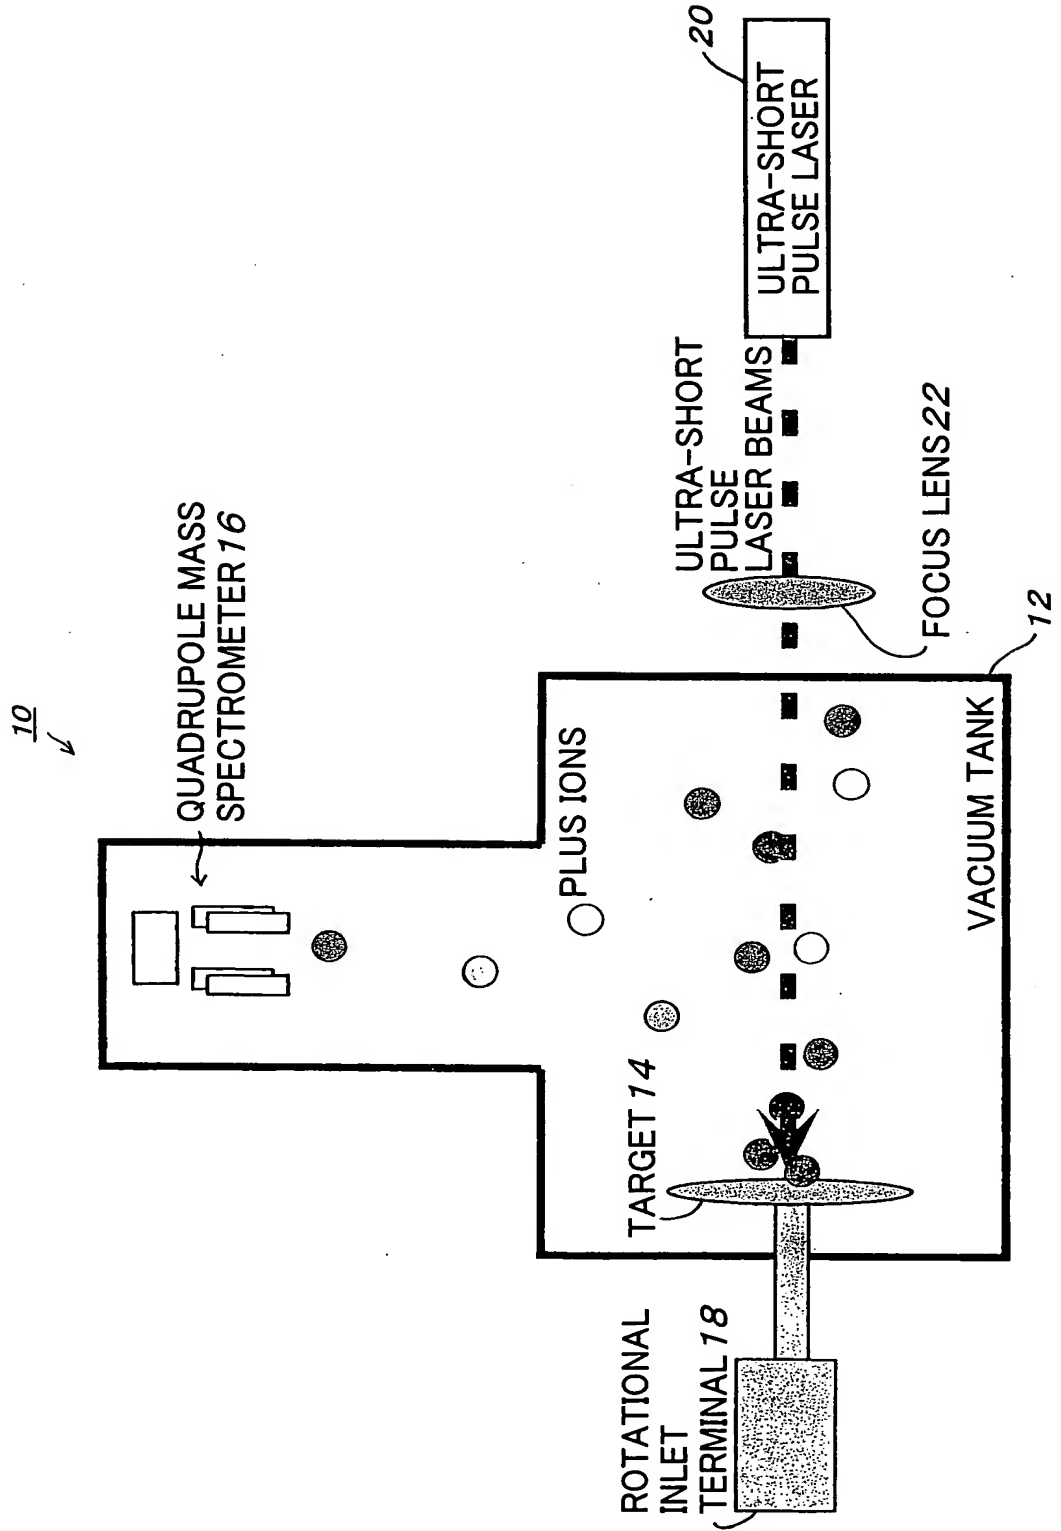 10
QUADRUPOLE MASS
SPECTROMETER 16
20
ULTRA-SHORT
PULSE LASER
ULTRA-SHORT
PULSE
LASER BEAMS
FOCUS LENS 22
12
PLUS IONS
VACUUM TANK
TARGET 14
ROTATIONAL
INLET
TERMINAL 18